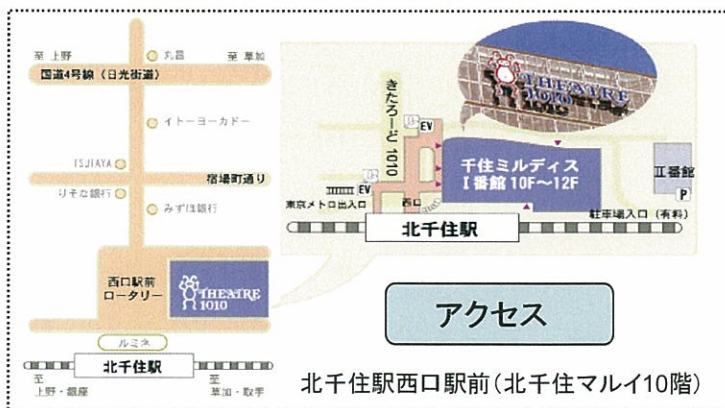 至 上野
丸畠
至 草加
国道4号線(日光街道)
イトーヨーカドー
TSUTAYA
宿場町通り
りそな銀行
みずほ銀行
西口駅前
ロータリー
THEATRE
1010
ルミネ
北千住駅
至
上野・銀座
至
草加・取手
THEATRE
1010
きたろーど 1010
EV
千住ミルディス
I番館 10F~12F
II番館
P
EV
東京メトロ出入口
西口
駐車場入口(有料)
北千住駅
アクセス
北千住駅西口駅前(北千住マルイ10階)